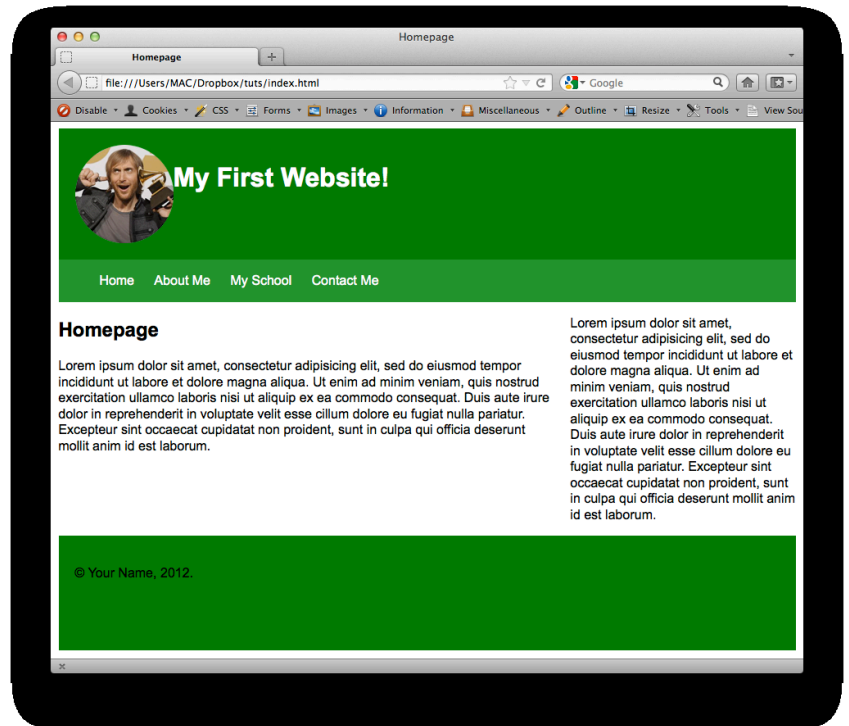 Homepage
Homepage
file:///Users/MAC/Dropbox/tuts/index.html
Google
Disable Cookies CSS Forms Images Information Miscellaneous Outline Resize Tools View Sou
My First Website!
Home About Me My School Contact Me
Homepage
Lorem ipsum dolor sit amet, consectetur adipisicing elit, sed do eiusmod tempor
incididunt ut labore et dolore magna aliqua. Ut enim ad minim veniam, quis nostrud
exercitation ullamco laboris nisi ut aliquip ex ea commodo consequat. Duis aute irure
dolor in reprehenderit in voluptate velit esse cillum dolore eu fugiat nulla pariatur.
Excepteur sint occaecat cupidatat non proident, sunt in culpa qui officia deserunt
mollit anim id est laborum.
Lorem ipsum dolor sit amet,
consectetur adipisicing elit, sed do
eiusmod tempor incididunt ut labore et
dolore magna aliqua. Ut enim ad
minim veniam, quis nostrud
exercitation ullamco laboris nisi ut
aliquip ex ea commodo consequat.
Duis aute irure dolor in reprehenderit
in voluptate velit esse cillum dolore eu
fugiat nulla pariatur. Excepteur sint
occaecat cupidatat non proident, sunt
in culpa qui officia deserunt mollit anim
id est laborum.
© Your Name, 2012.